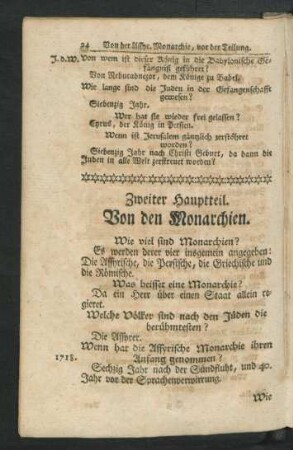 24 Von der Assyr. Monarchie, vor der Teilung.
J. d. W. Von wem ist dieser König in die Babylonische Gefängniß geführet?
Von Nebucadnezar, dem Könige zu Babel.
Wie lange sind die Juden in der Gefangenschafft
gewesen?
Siebenzig Jahr.
Wer hat sie wieder frei gelassen?
Cyrus, der König in Persien.
Wenn ist Jerusalem gänzlich zerstöhret
worden?
Siebenzig Jahr nach Christi Geburt, da dann die
Juden in alle Welt zerstreuet worden?
Zweiter Hauptteil.
Von den Monarchien.
Wie viel sind Monarchien?
Es werden derer vier insgemein angegeben:
Die Assyrische, die Persische, die Griechische und
die Römische.
Was heisset eine Monarchie?
Da ein Herr über einen Staat allein regieret.
Welche Völker sind nach den Jüden die
berühmtesten?
Die Assyrer.
Wenn hat die Assyrische Monarchie ihren
1718. Anfang genommen?
Sechzig Jahr nach der Sündfluht, und 40.
Jahr vor der Sprachenverwirrung.
Wie